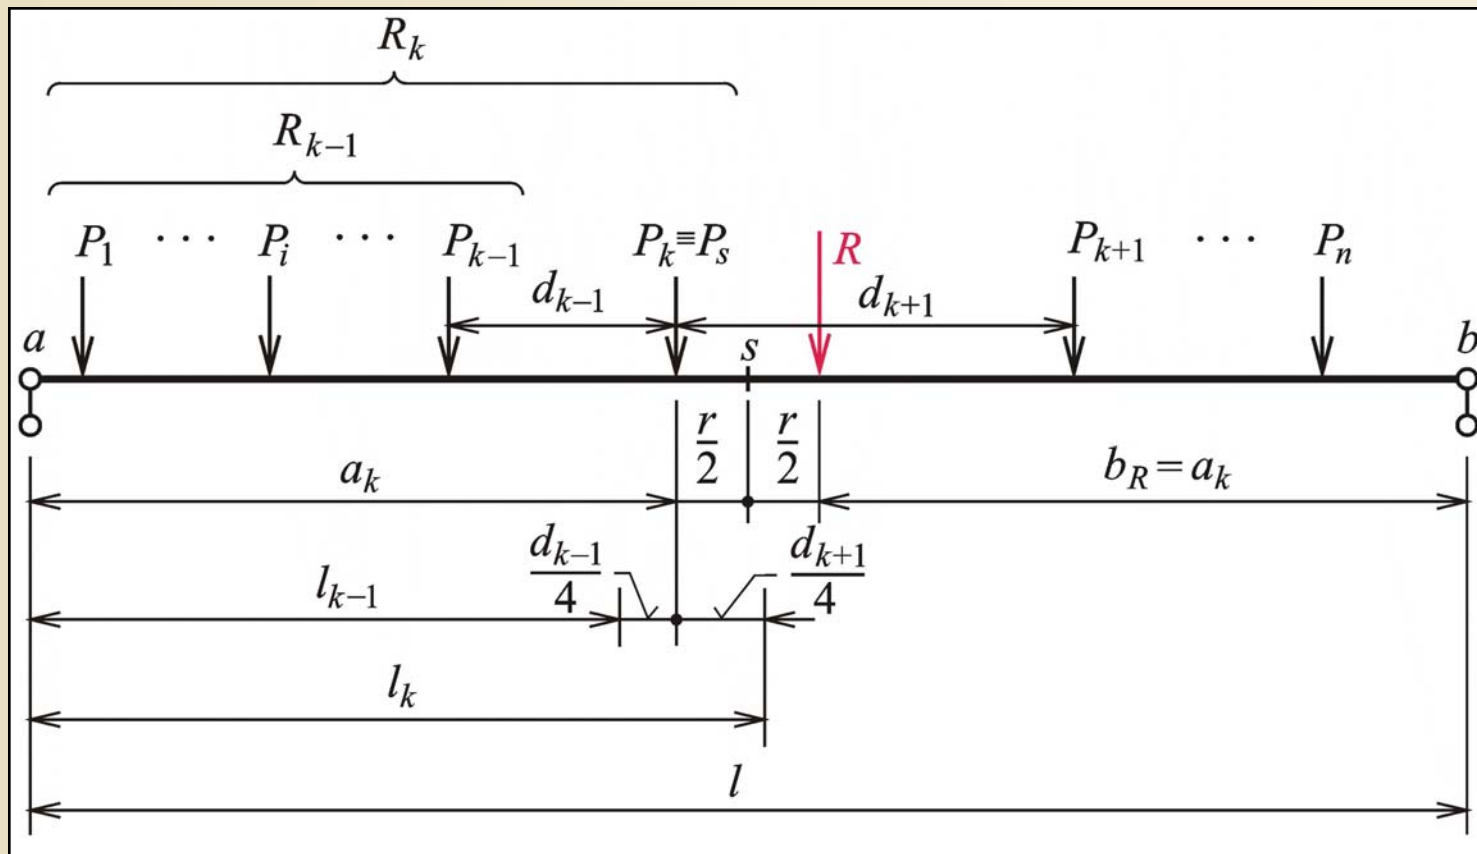 R_k
R_{k−1}
P_1 · · · P_i · · · P_{k−1} P_k≡P_s R P_{k+1} · · · P_n
d_{k−1} d_{k+1}
a s b
r/2 r/2
a_k b_R=a_k
d_{k−1}/4 d_{k+1}/4
l_{k−1}
l_k
l